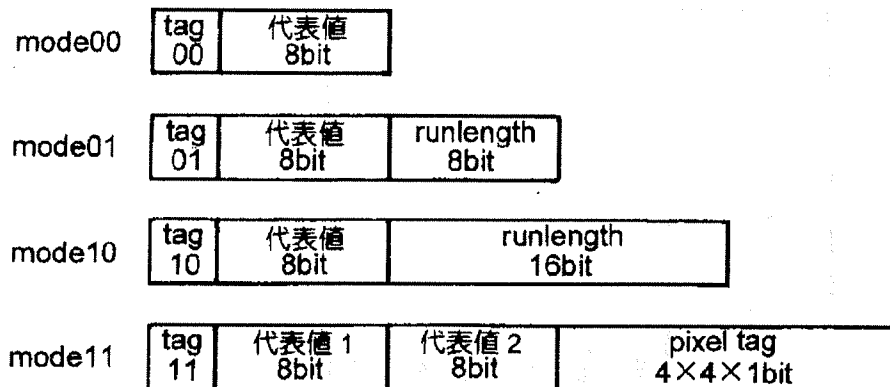 mode00 tag 代表値
00 8bit
mode01 tag 代表値 runlength
01 8bit 8bit
mode10 tag 代表値 runlength
10 8bit 16bit
mode11 tag 代表値1 代表値2 pixel tag
11 8bit 8bit 4×4×1bit